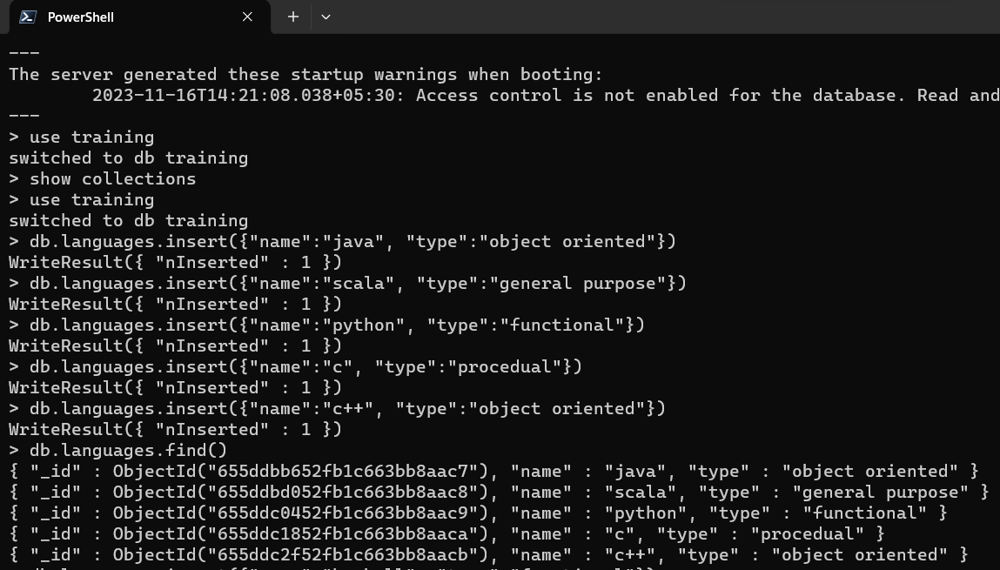 PowerShell
---
The server generated these startup warnings when booting:
        2023-11-16T14:21:08.038+05:30: Access control is not enabled for the database. Read and
---
> use training
switched to db training
> show collections
> use training
switched to db training
> db.languages.insert({"name":"java", "type":"object oriented"})
WriteResult({ "nInserted" : 1 })
> db.languages.insert({"name":"scala", "type":"general purpose"})
WriteResult({ "nInserted" : 1 })
> db.languages.insert({"name":"python", "type":"functional"})
WriteResult({ "nInserted" : 1 })
> db.languages.insert({"name":"c", "type":"procedual"})
WriteResult({ "nInserted" : 1 })
> db.languages.insert({"name":"c++", "type":"object oriented"})
WriteResult({ "nInserted" : 1 })
> db.languages.find()
{ "_id" : ObjectId("655ddbb652fb1c663bb8aac7"), "name" : "java", "type" : "object oriented" }
{ "_id" : ObjectId("655ddbd052fb1c663bb8aac8"), "name" : "scala", "type" : "general purpose" }
{ "_id" : ObjectId("655ddc0452fb1c663bb8aac9"), "name" : "python", "type" : "functional" }
{ "_id" : ObjectId("655ddc1852fb1c663bb8aaca"), "name" : "c", "type" : "procedual" }
{ "_id" : ObjectId("655ddc2f52fb1c663bb8aacb"), "name" : "c++", "type" : "object oriented" }